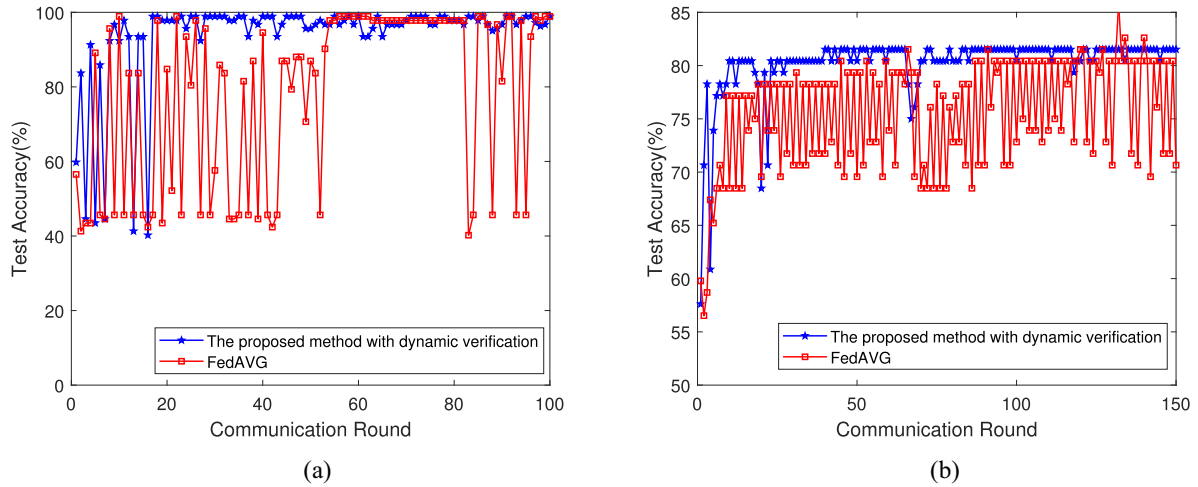 100
80
60
40
20
0
Test Accuracy(%)
The proposed method with dynamic verification
FedAVG
0 20 40 60 80 100
Communication Round
(a)
85
80
75
70
65
60
55
50
Test Accuracy(%)
The proposed method with dynamic verification
FedAVG
0 50 100 150
Communication Round
(b)